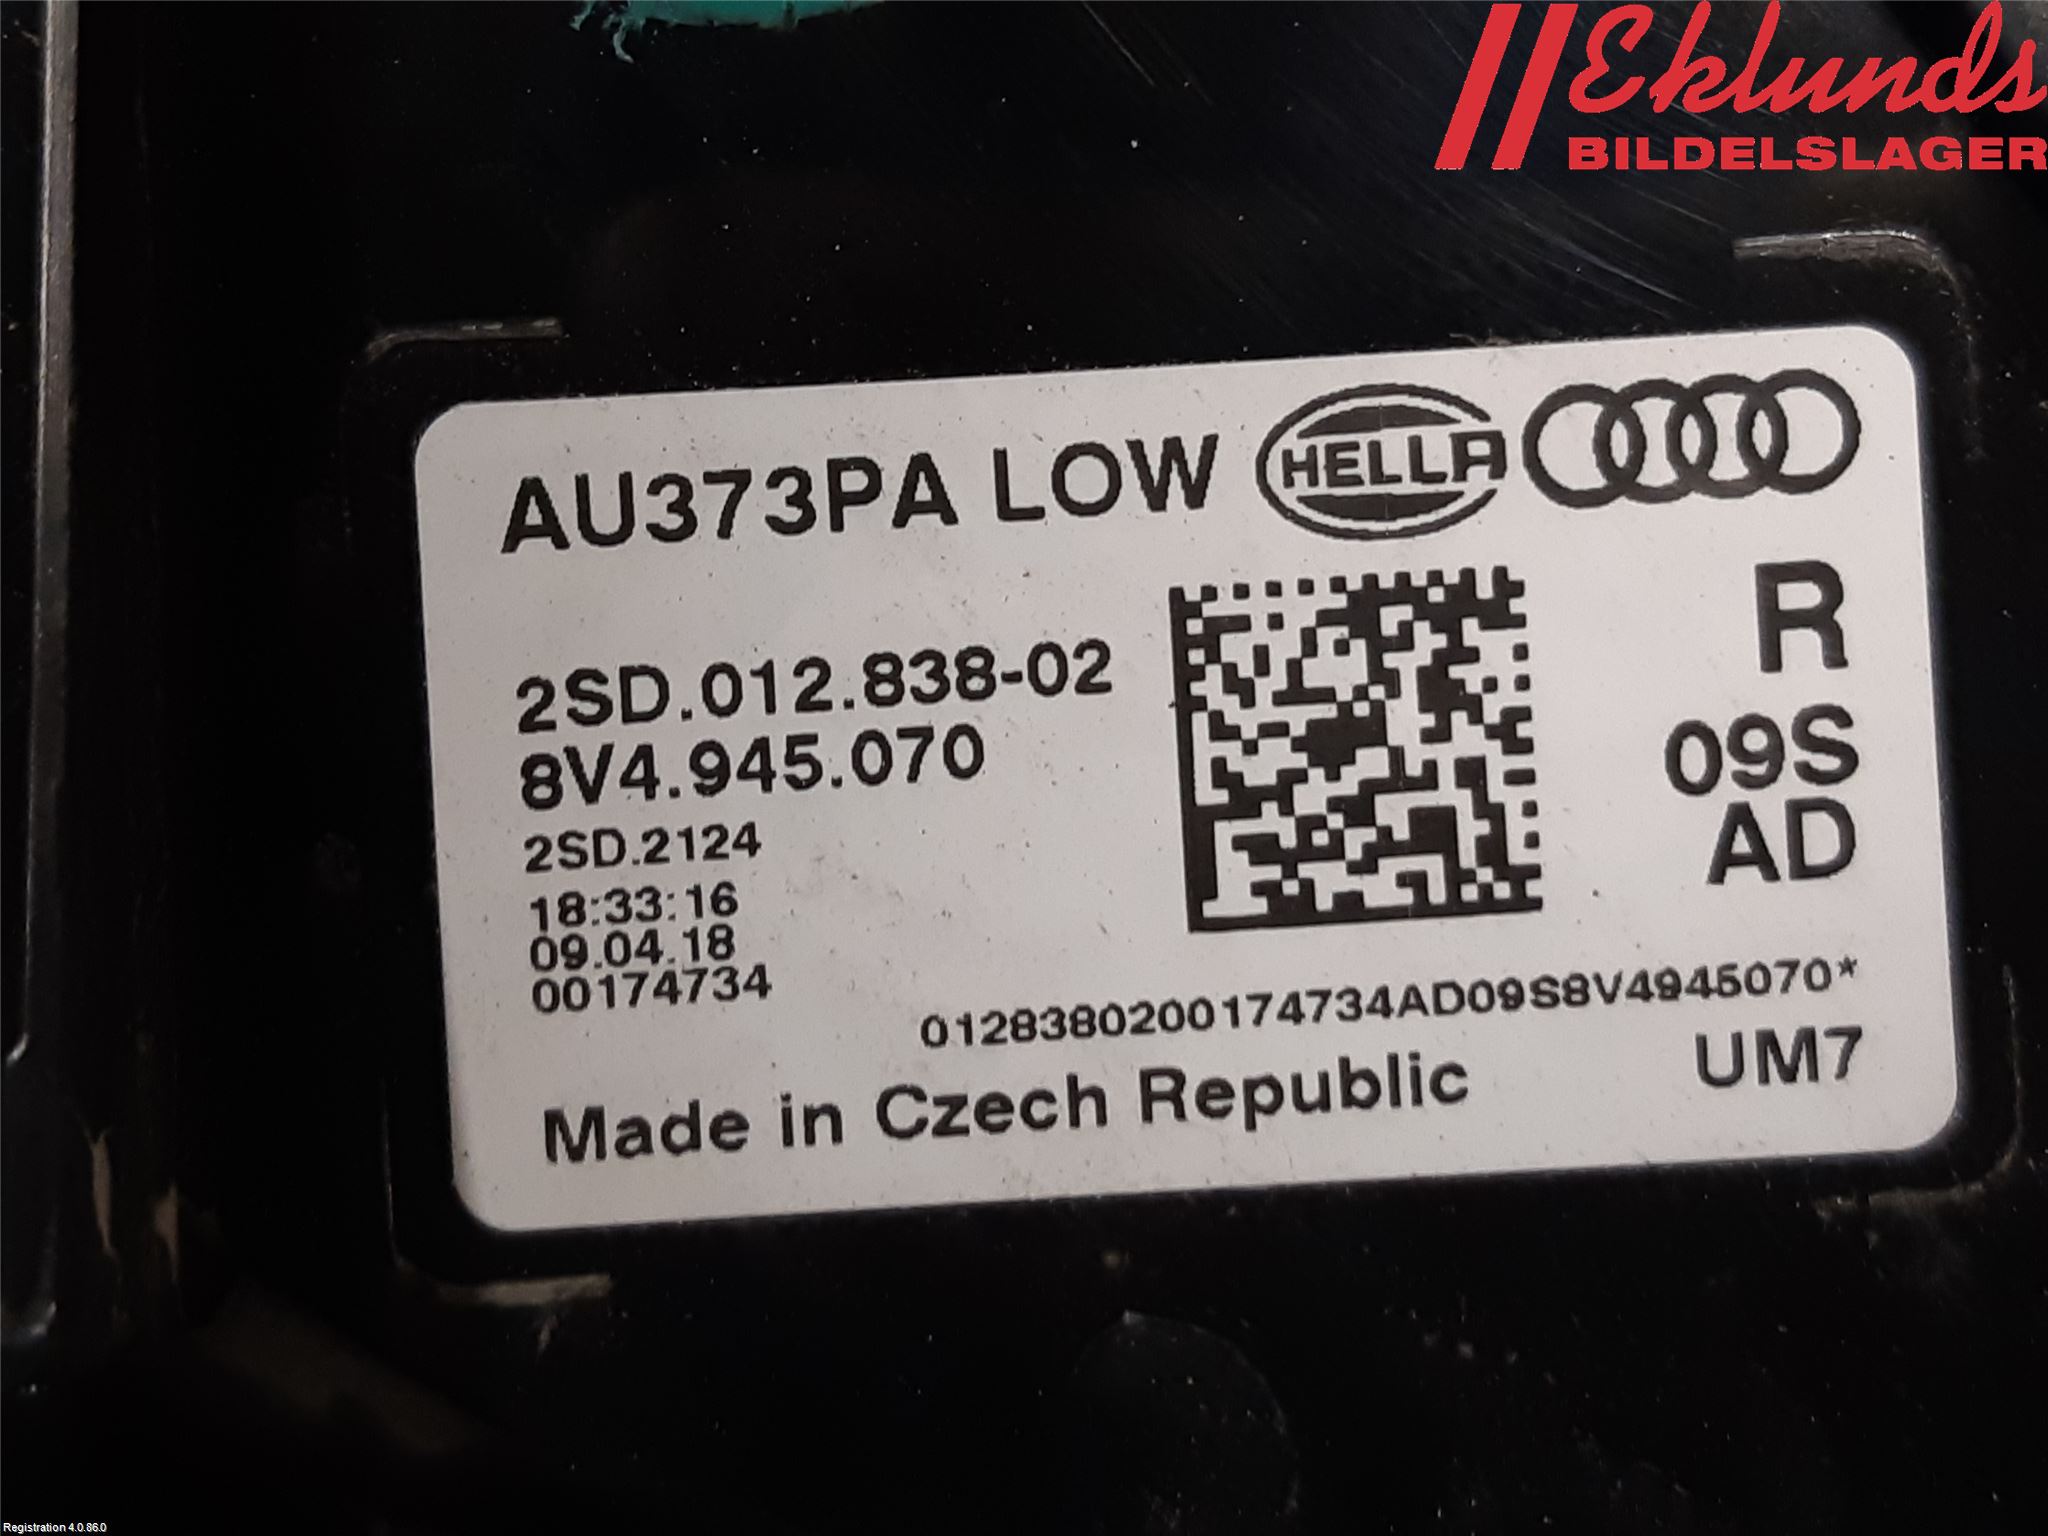 Eklunds
BILDELSLAGER
AU373PA LOW HELLA
R
2SD.012.838-02
09S
8V4.945.070
AD
2SD.2124
18:33:16
09.04.18
00174734
0128380200174734AD09S8V4945070*
Made in Czech Republic UM7
Registration 4.0.86.0